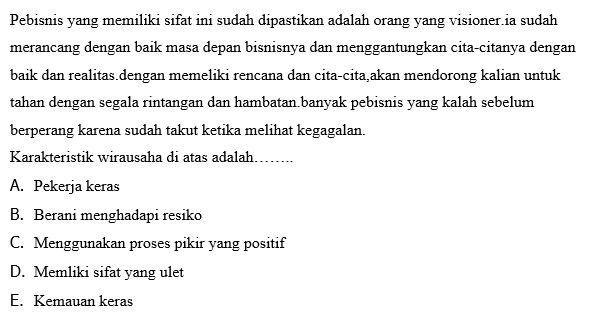 Pebisnis yang memiliki sifat ini sudah dipastikan adalah orang yang visioner.ia sudah
merancang dengan baik masa depan bisnisnya dan menggantungkan cita-citanya dengan
baik dan realitas.dengan memeliki rencana dan cita-cita,akan mendorong kalian untuk
tahan dengan segala rintangan dan hambatan.banyak pebisnis yang kalah sebelum
berperang karena sudah takut ketika melihat kegagalan.
Karakteristik wirausaha di atas adalah……..
A. Pekerja keras
B. Berani menghadapi resiko
C. Menggunakan proses pikir yang positif
D. Memliki sifat yang ulet
E. Kemauan keras